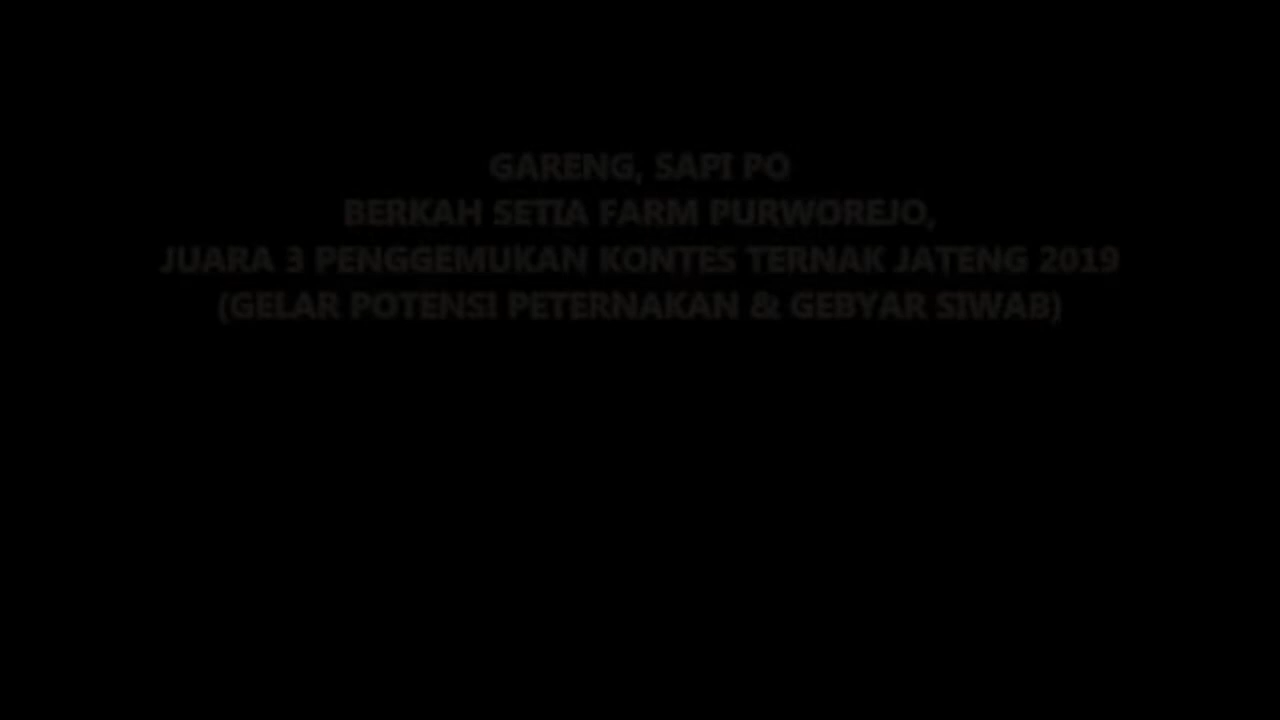 GARENG, SAPI PO
BERKAH SETIA FARM PURWOREJO,
JUARA 3 PENGGEMUKAN KONTES TERNAK JATENG 2019
(GELAR POTENSI PETERNAKAN & GEBYAR SIWAB)